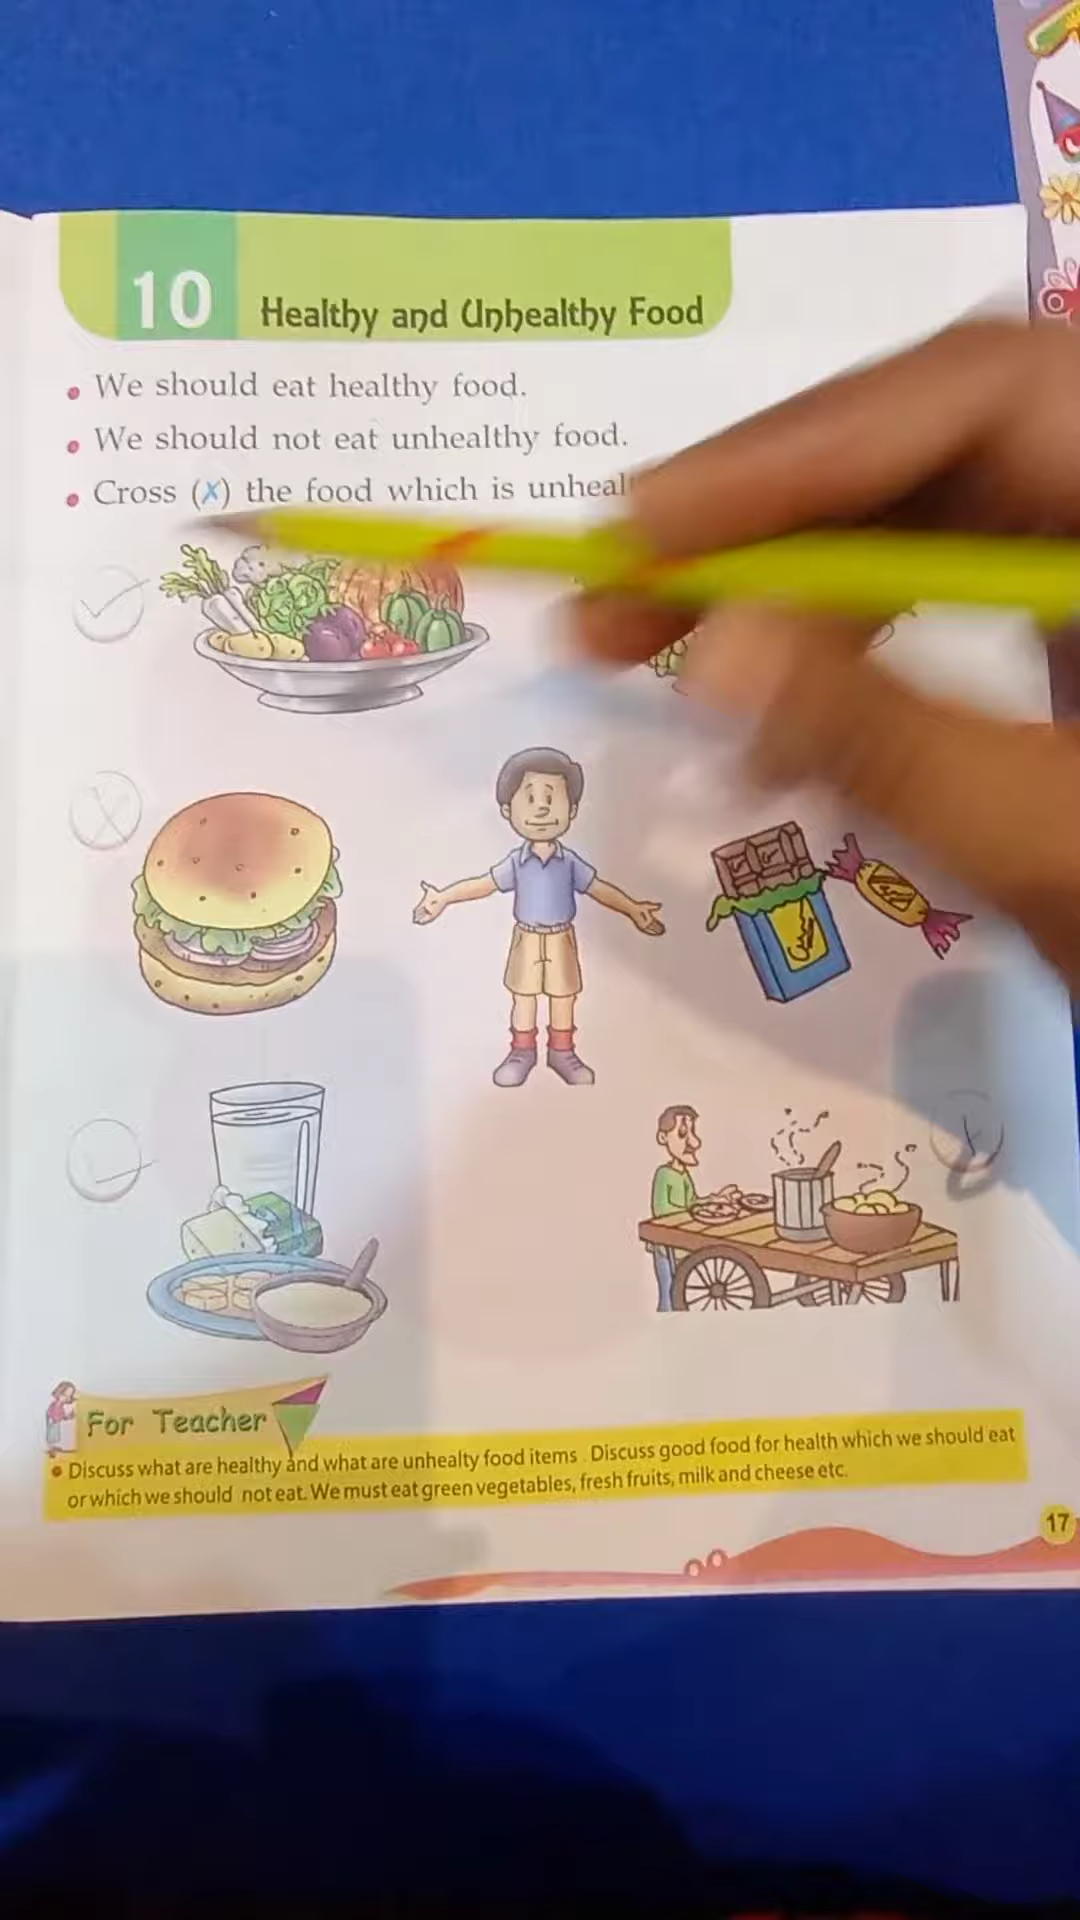 10 Healthy and Unhealthy Food
We should eat healthy food.
We should not eat unhealthy food.
Cross (✗) the food which is
For Teacher
Discuss what are healthy and what are unhealty food items . Discuss good food for health which we should eat
or which we should not eat. We must eat green vegetables, fresh fruits, milk and cheese etc.
17